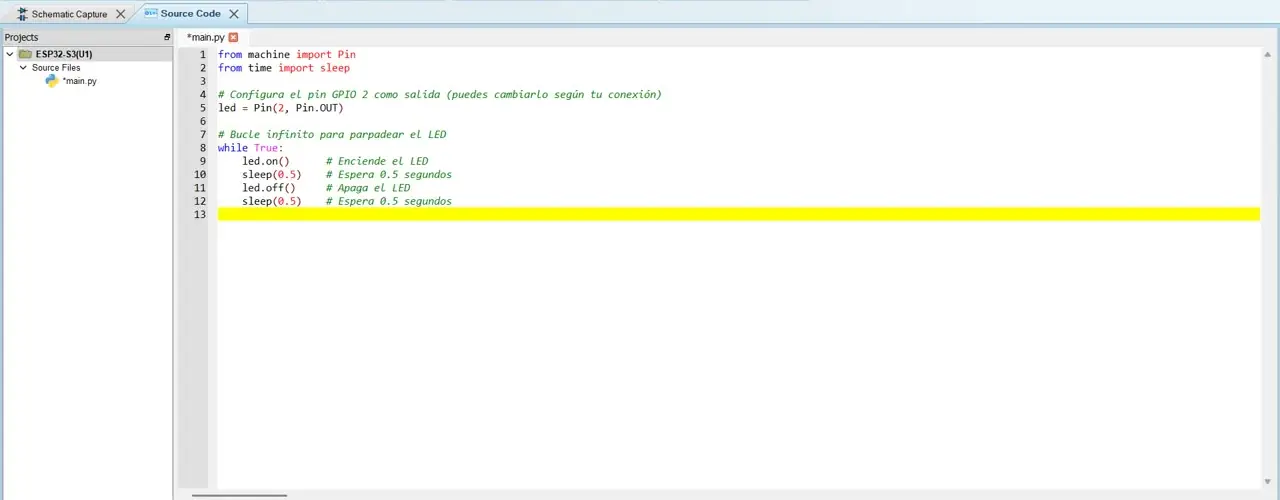 Schematic Capture
Source Code
Projects
*main.py
ESP32-S3(U1)
Source Files
*main.py
1 from machine import Pin
2 from time import sleep
3
4 # Configura el pin GPIO 2 como salida (puedes cambiarlo según tu conexión)
5 led = Pin(2, Pin.OUT)
6
7 # Bucle infinito para parpadear el LED
8 while True:
9     led.on()      # Enciende el LED
10     sleep(0.5)    # Espera 0.5 segundos
11     led.off()     # Apaga el LED
12     sleep(0.5)    # Espera 0.5 segundos
13